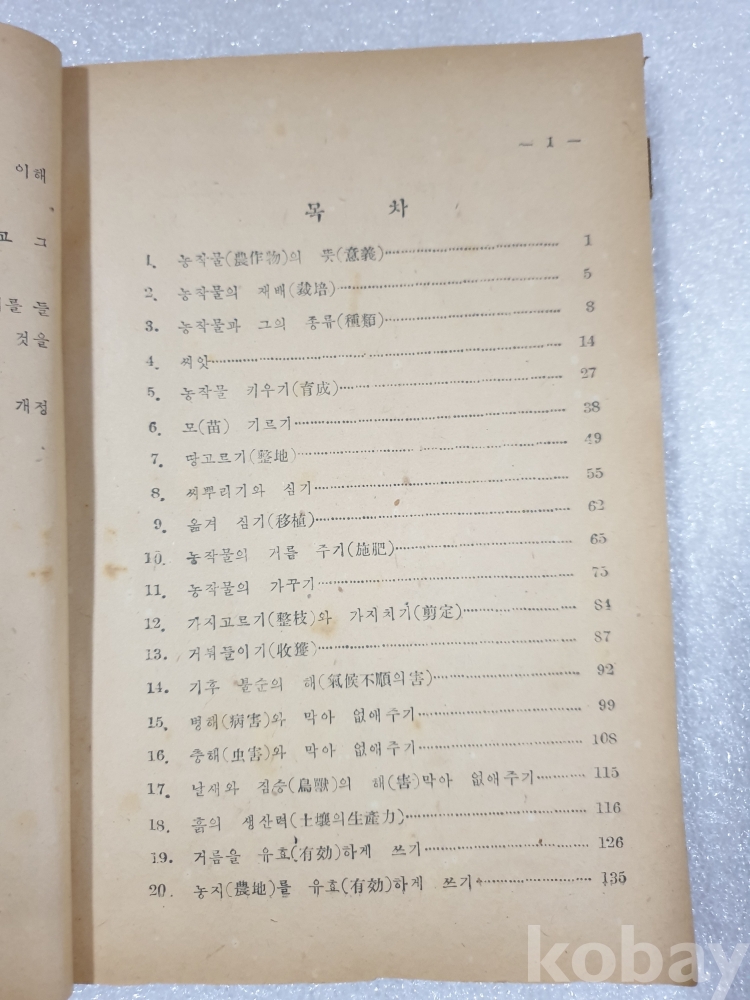 이해
고 그
를 들
것을
개정
— 1 —
목 차
1. 농작물(農作物)의 뜻(意義)……1
2. 농작물의 재배(栽培)……5
3. 농작물과 그의 종류(種類)……8
4. 씨앗……14
5. 농작물 키우기(育成)……27
6. 모(苗) 기르기……38
7. 땅고르기(整地)……49
8. 씨뿌리기와 심기……55
9. 옮겨 심기(移植)……62
10. 농작물의 거름 주기(施肥)……65
11. 농작물의 가꾸기……75
12. 가지고르기(整枝)와 가지치기(剪定)……84
13. 거둬들이기(收獲)……87
14. 기후 불순의 해(氣候不順의害)……92
15. 병해(病害)와 막아 없애주기……99
16. 충해(虫害)와 막아 없애주기……108
17. 날새와 짐승(鳥獸)의 해(害)막아 없애주기……115
18. 흙의 생산력(土壤의生產力)……116
19. 거름을 유효(有効)하게 쓰기……126
20. 농지(農地)를 유효(有効)하게 쓰기……135
kobay